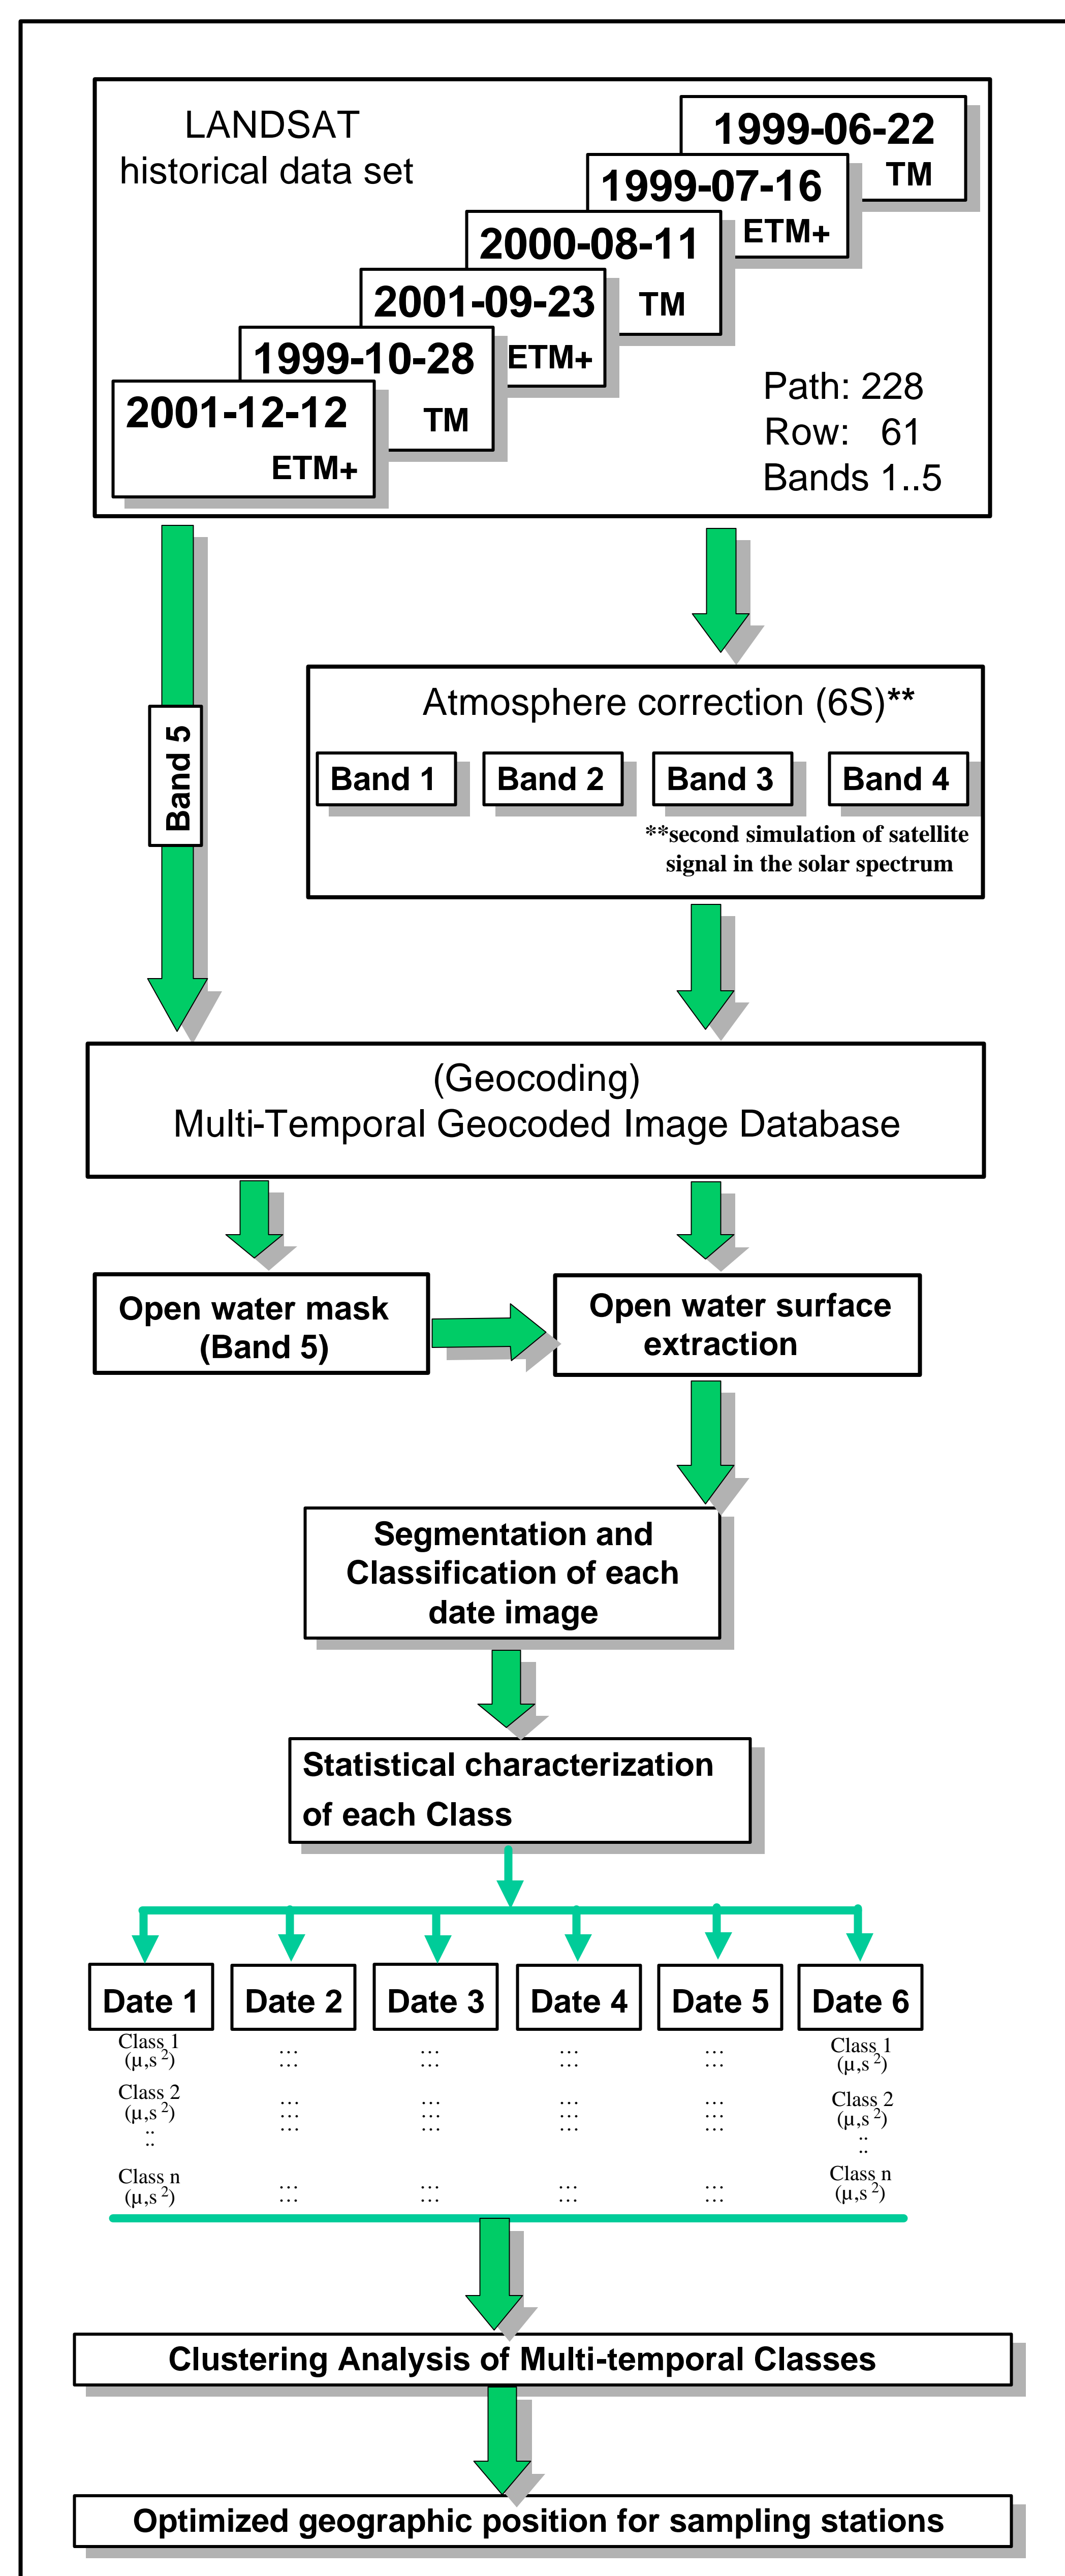 LANDSAT
historical data set
1999-06-22
TM
1999-07-16
ETM+
2000-08-11
TM
2001-09-23
ETM+
1999-10-28
TM
2001-12-12
ETM+
Path: 228
Row: 61
Bands 1..5
Band 5
Atmosphere correction (6S)**
Band 1 Band 2 Band 3 Band 4
**second simulation of satellite
signal in the solar spectrum
(Geocoding)
Multi-Temporal Geocoded Image Database
Open water mask
(Band 5)
Open water surface
extraction
Segmentation and
Classification of each
date image
Statistical characterization
of each Class
Date 1 Date 2 Date 3 Date 4 Date 5 Date 6
Class 1 ... ... ... ... Class 1
(µ,s²) ... ... ... ... (µ,s²)
Class 2 ... ... ... ... Class 2
(µ,s²) ... ... ... ... (µ,s²)
:: ... ... ... ... ::
Class n ... ... ... ... Class n
(µ,s²) ... ... ... ... (µ,s²)
Clustering Analysis of Multi-temporal Classes
Optimized geographic position for sampling stations